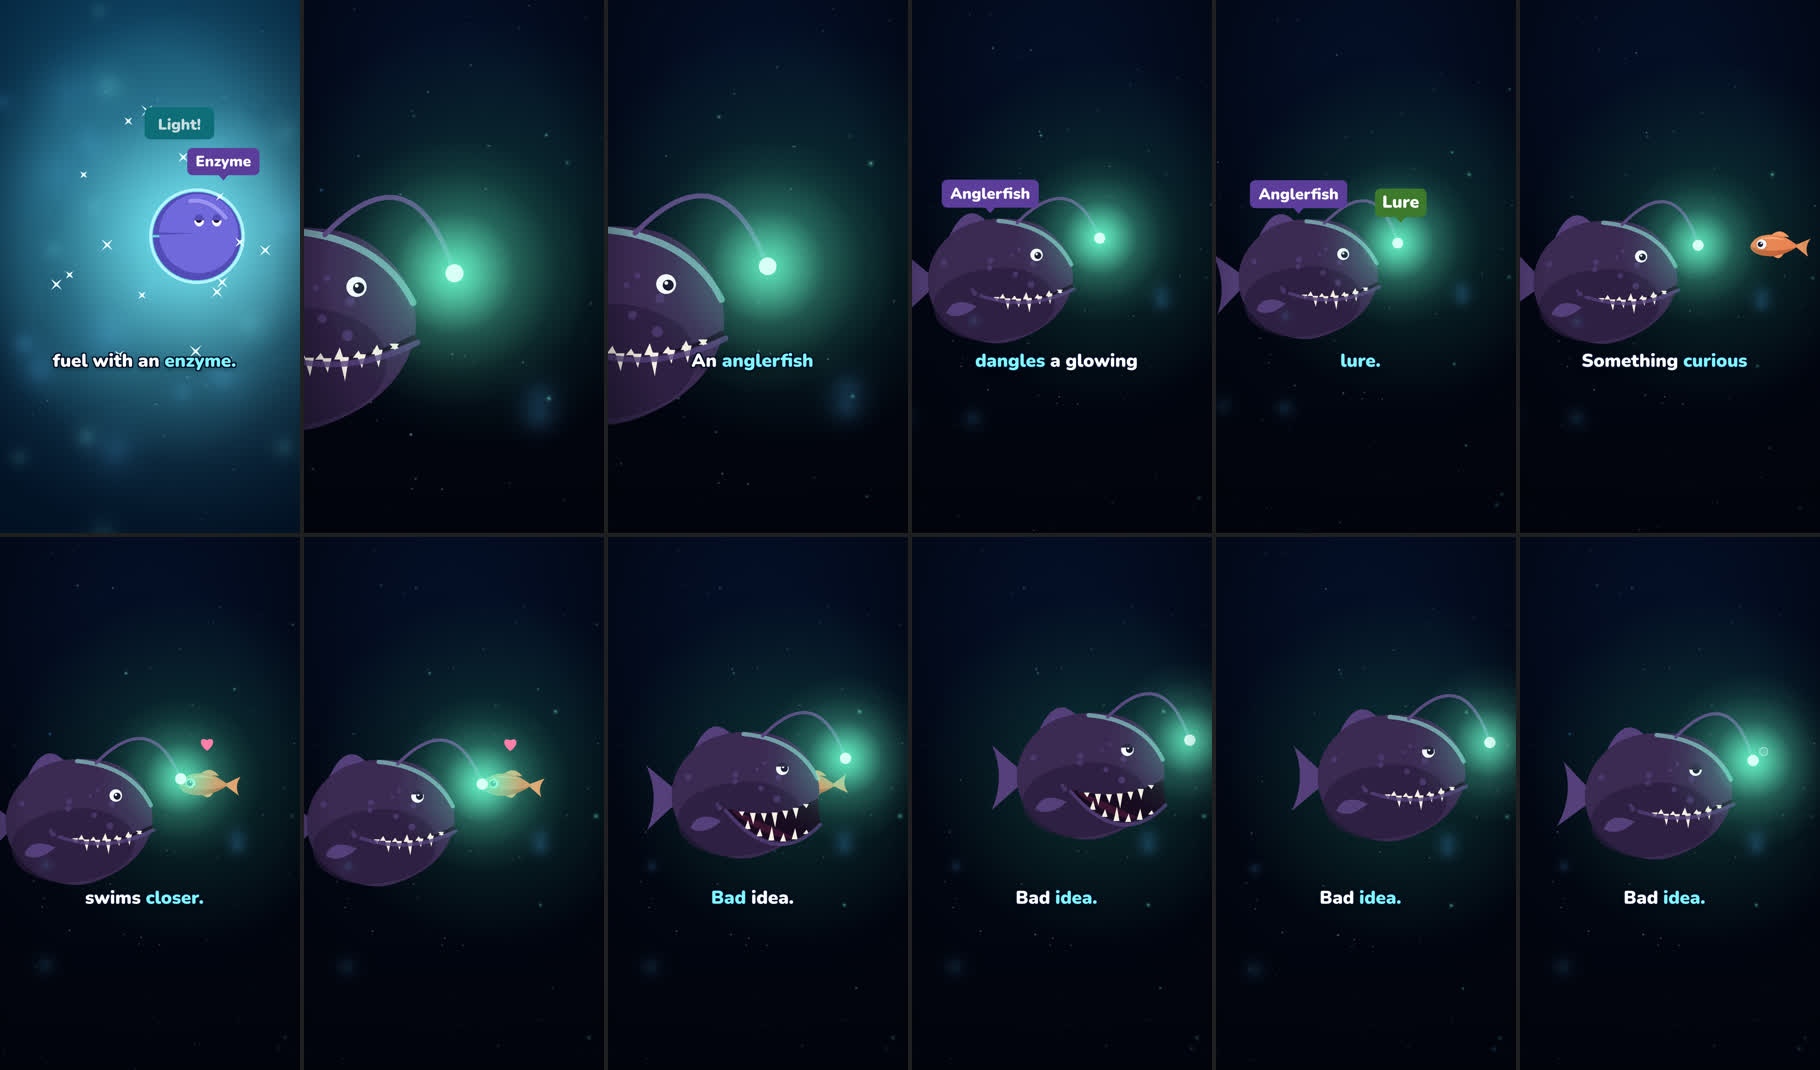 Light!
Enzyme
fuel with an enzyme.
An anglerfish
Anglerfish
dangles a glowing
Anglerfish
Lure
lure.
Something curious
swims closer.
Bad idea.
Bad idea.
Bad idea.
Bad idea.